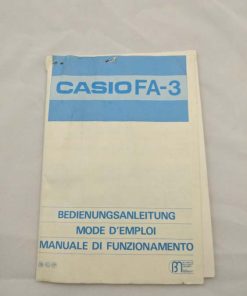 CASIO FA-3
BEDIENUNGSANLEITUNG
MODE D'EMPLOI
MANUALE DI FUNZIONAMENTO